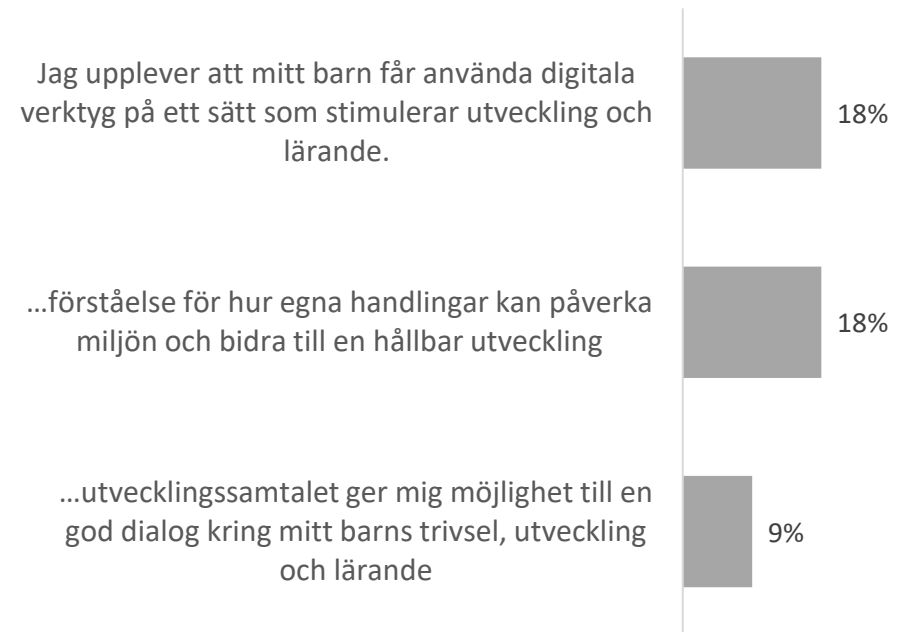 Jag upplever att mitt barn får använda digitala
verktyg på ett sätt som stimulerar utveckling och
lärande.
18%
…förståelse för hur egna handlingar kan påverka
miljön och bidra till en hållbar utveckling
18%
…utvecklingssamtalet ger mig möjlighet till en
god dialog kring mitt barns trivsel, utveckling
och lärande
9%